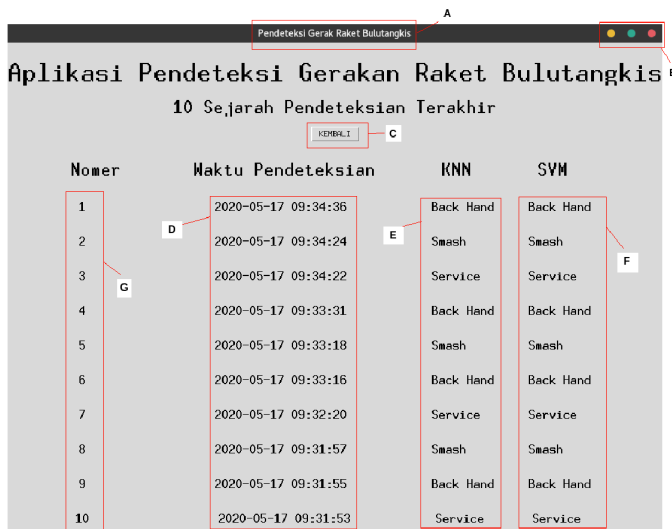 A
Pendeteksi Gerak Raket Bulutangkis
B
Aplikasi Pendeteksi Gerakan Raket Bulutangkis
10 Sejarah Pendeteksian Terakhir
KEMBALI C
Nomer Waktu Pendeteksian KNN SVM
1 2020-05-17 09:34:36 Back Hand Back Hand
D E
2 2020-05-17 09:34:24 Smash Smash
F
3 2020-05-17 09:34:22 Service Service
G
4 2020-05-17 09:33:31 Back Hand Back Hand
5 2020-05-17 09:33:18 Smash Smash
6 2020-05-17 09:33:16 Back Hand Back Hand
7 2020-05-17 09:32:20 Service Service
8 2020-05-17 09:31:57 Smash Smash
9 2020-05-17 09:31:55 Back Hand Back Hand
10 2020-05-17 09:31:53 Service Service